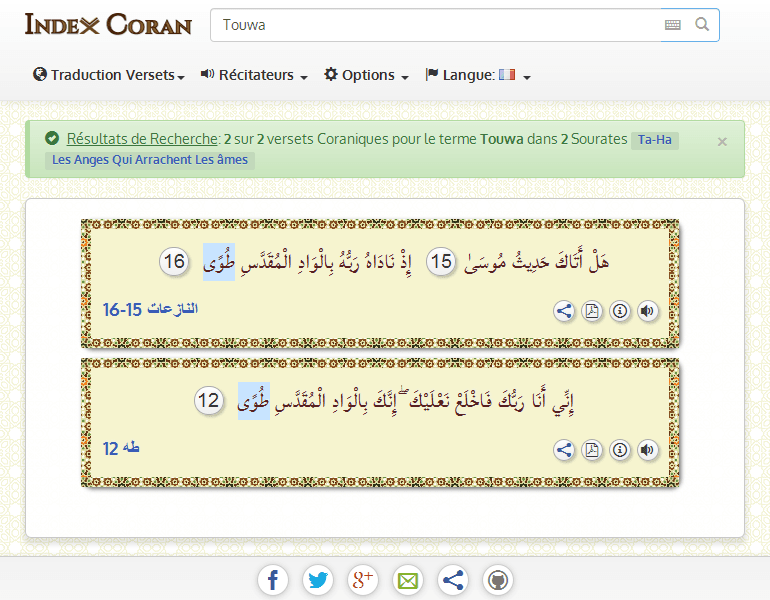 Index Coran
Touwa
Traduction Versets Récitateurs Options Langue:
Résultats de Recherche: 2 sur 2 versets Coraniques pour le terme Touwa dans 2 Sourates Ta-Ha
Les Anges Qui Arrachent Les âmes
هَلْ أَتَاكَ حَدِيثُ مُوسَىٰ 15 إِذْ نَادَاهُ رَبُّهُ بِالْوَادِ الْمُقَدَّسِ طُوًى 16
النازعات 15-16
إِنِّي أَنَا رَبُّكَ فَاخْلَعْ نَعْلَيْكَ ۖ إِنَّكَ بِالْوَادِ الْمُقَدَّسِ طُوًى 12
طه 12